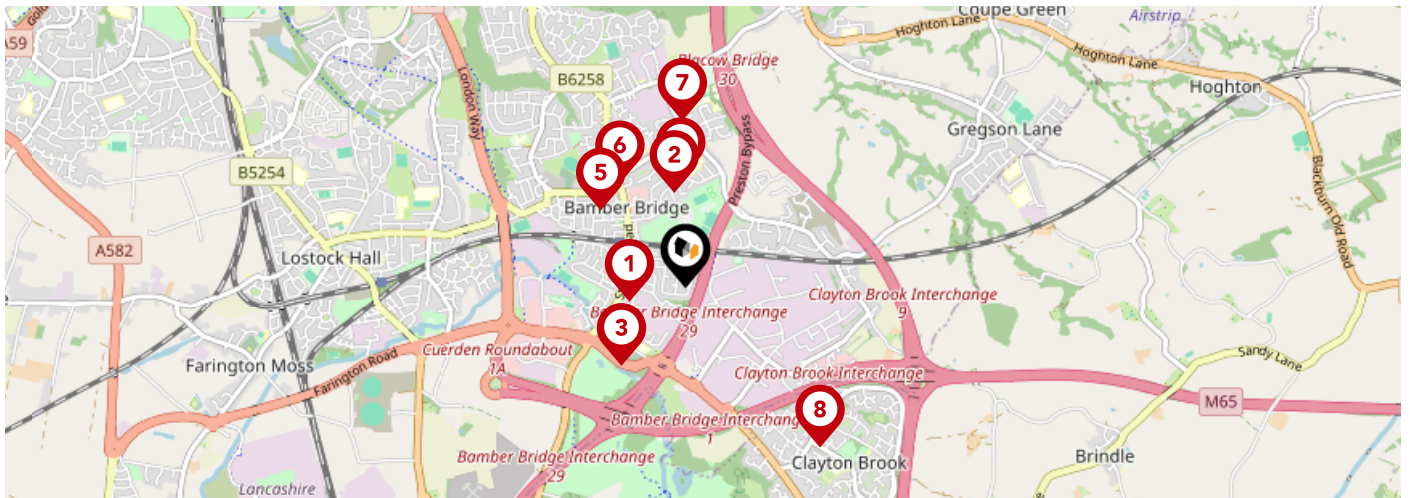 Coupe Green
Airstrip
Hoghton Lane
A59
Blacow Bridge
30
Hoghton Lane
B6258
7
London Way
Hoghton
Gregson Lane
6
2
5
Preston Bypass
B5254
Bamber Bridge
Blackburn Old Road
A582
Lostock Hall
1
Clayton Brook Interchange
9
Bamber Bridge Interchange
29
3
Cuerden Roundabout
1A
Sandy Lane
Farington Moss
Farington Road
Clayton Brook Interchange
M65
8
Bamber Bridge Interchange
1
Bamber Bridge Interchange
29
Clayton Brook
Brindle
Lancashire